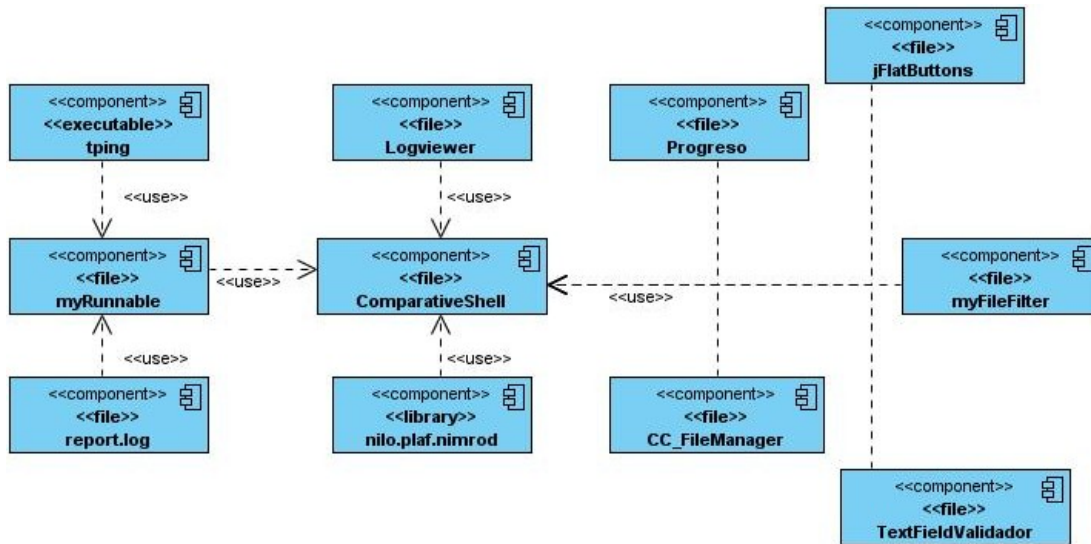 <<component>>
<<file>>
jFlatButtons
<<component>>
<<executable>>
tping
<<component>>
<<file>>
Logviewer
<<component>>
<<file>>
Progreso
<<use>>
<<use>>
<<component>>
<<file>>
myRunnable
<<use>>
<<component>>
<<file>>
ComparativeShell
<<use>>
<<component>>
<<file>>
myFileFilter
<<use>>
<<use>>
<<component>>
<<file>>
report.log
<<component>>
<<library>>
nilo.plaf.nimrod
<<component>>
<<file>>
CC_FileManager
<<component>>
<<file>>
TextFieldValidador